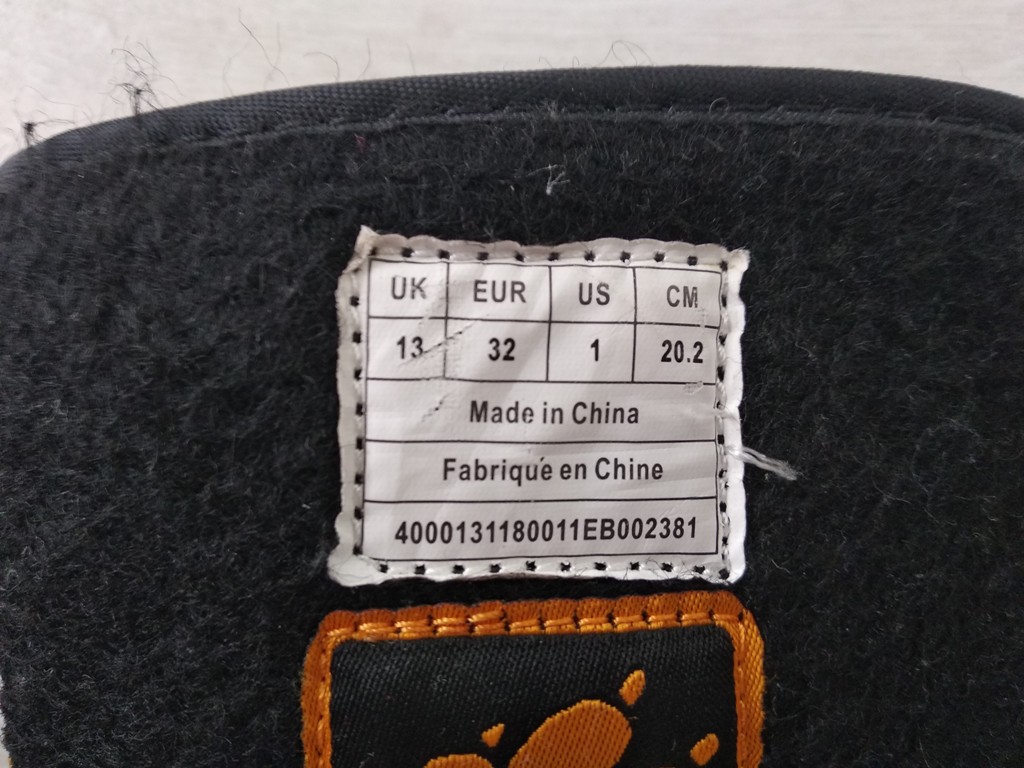 UK EUR US CM
13 32 1 20.2
Made in China
Fabriqué en Chine
4000131180011EB002381